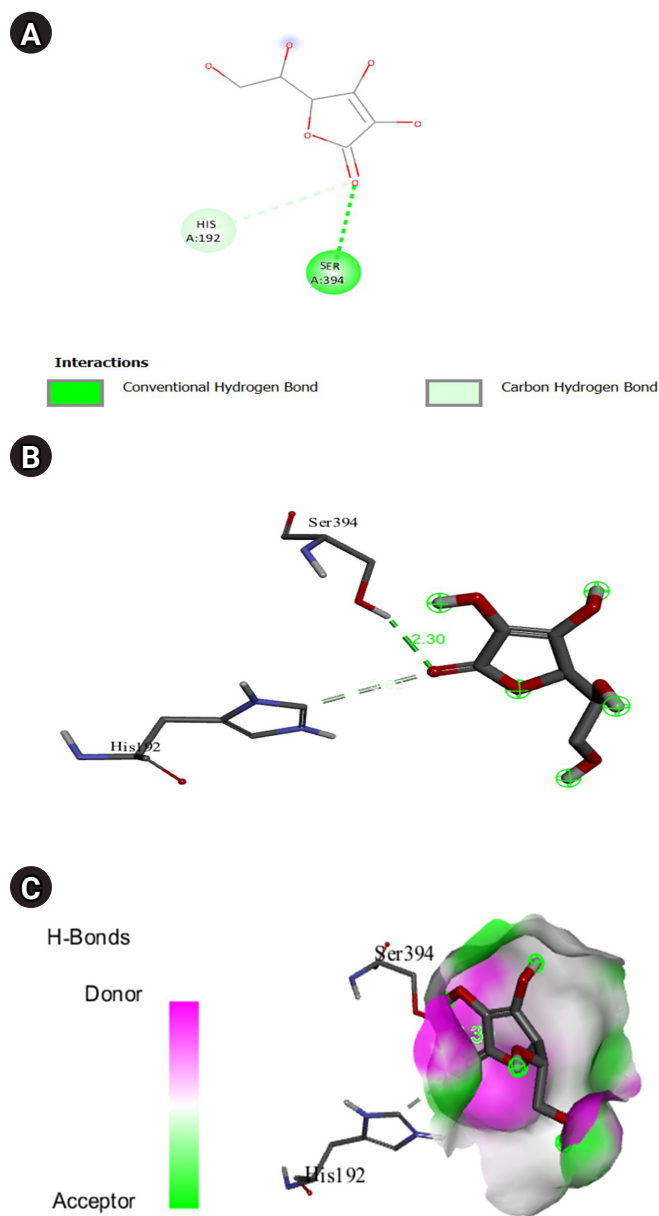 A
O
O
O
O
O
O
HIS
A:192
SER
A:394
Interactions
Conventional Hydrogen Bond
Carbon Hydrogen Bond
B
Ser394
2.30
His192
C
H-Bonds
Donor
Acceptor
Ser394
His192